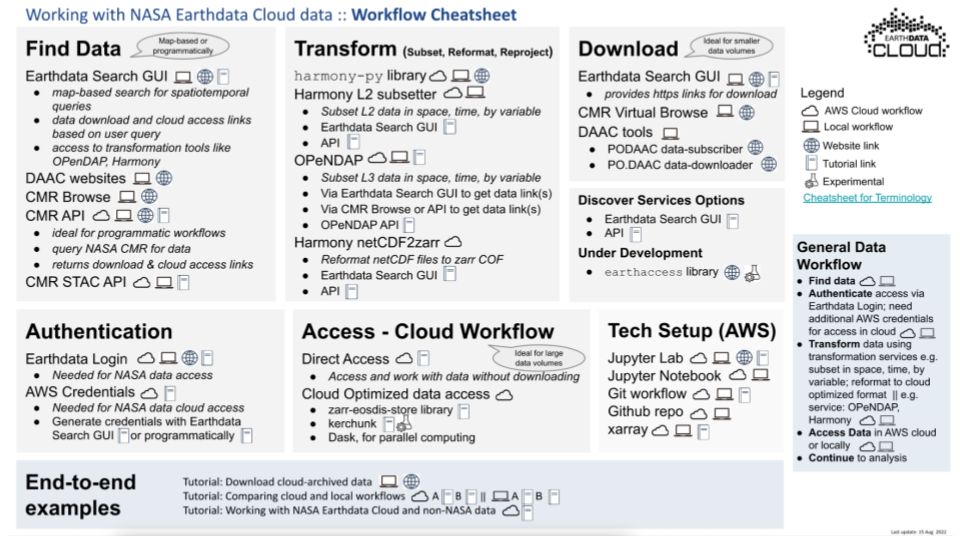 Working with NASA Earthdata Cloud data :: Workflow Cheatsheet
Find Data
Map-based or
programmatically
Earthdata Search GUI
• map-based search for spatiotemporal
queries
• data download and cloud access links
based on user query
• access to transformation tools like
OPenDAP, Harmony
DAAC websites
CMR Browse
CMR API
• ideal for programmatic workflows
• query NASA CMR for data
• returns download & cloud access links
CMR STAC API
Transform (Subset, Reformat, Reproject)
harmony-py library
Harmony L2 subsetter
• Subset L2 data in space, time, by variable
• Earthdata Search GUI
• API
OPeNDAP
• Subset L3 data in space, time, by variable
• Via Earthdata Search GUI to get data link(s)
• Via CMR Browse or API to get data link(s)
• OPeNDAP API
Harmony netCDF2zarr
• Reformat netCDF files to zarr COF
• Earthdata Search GUI
• API
Download
Ideal for smaller
data volumes
Earthdata Search GUI
• provides https links for download
CMR Virtual Browse
DAAC tools
• PODAAC data-subscriber
• PO.DAAC data-downloader
Discover Services Options
• Earthdata Search GUI
• API
Under Development
• earthaccess library
EARTHDATA
CLOUD
Legend
AWS Cloud workflow
Local workflow
Website link
Tutorial link
Experimental
Cheatsheet for Terminology
General Data
Workflow
• Find data
• Authenticate access via
Earthdata Login; need
additional AWS credentials
for access in cloud
• Transform data using
transformation services e.g.
subset in space, time, by
variable; reformat to cloud
optimized format || e.g.
service: OPeNDAP,
Harmony
• Access Data in AWS cloud
or locally
• Continue to analysis
Authentication
Earthdata Login
• Needed for NASA data access
AWS Credentials
• Needed for NASA data cloud access
• Generate credentials with Earthdata
Search GUI or programmatically
Access - Cloud Workflow
Ideal for large
data volumes
Direct Access
• Access and work with data without downloading
Cloud Optimized data access
• zarr-eosdis-store library
• kerchunk
• Dask, for parallel computing
Tech Setup (AWS)
Jupyter Lab
Jupyter Notebook
Git workflow
Github repo
xarray
End-to-end
examples
Tutorial: Download cloud-archived data
Tutorial: Comparing cloud and local workflows A B || A B
Tutorial: Working with NASA Earthdata Cloud and non-NASA data
Last update: 15 Aug 2022